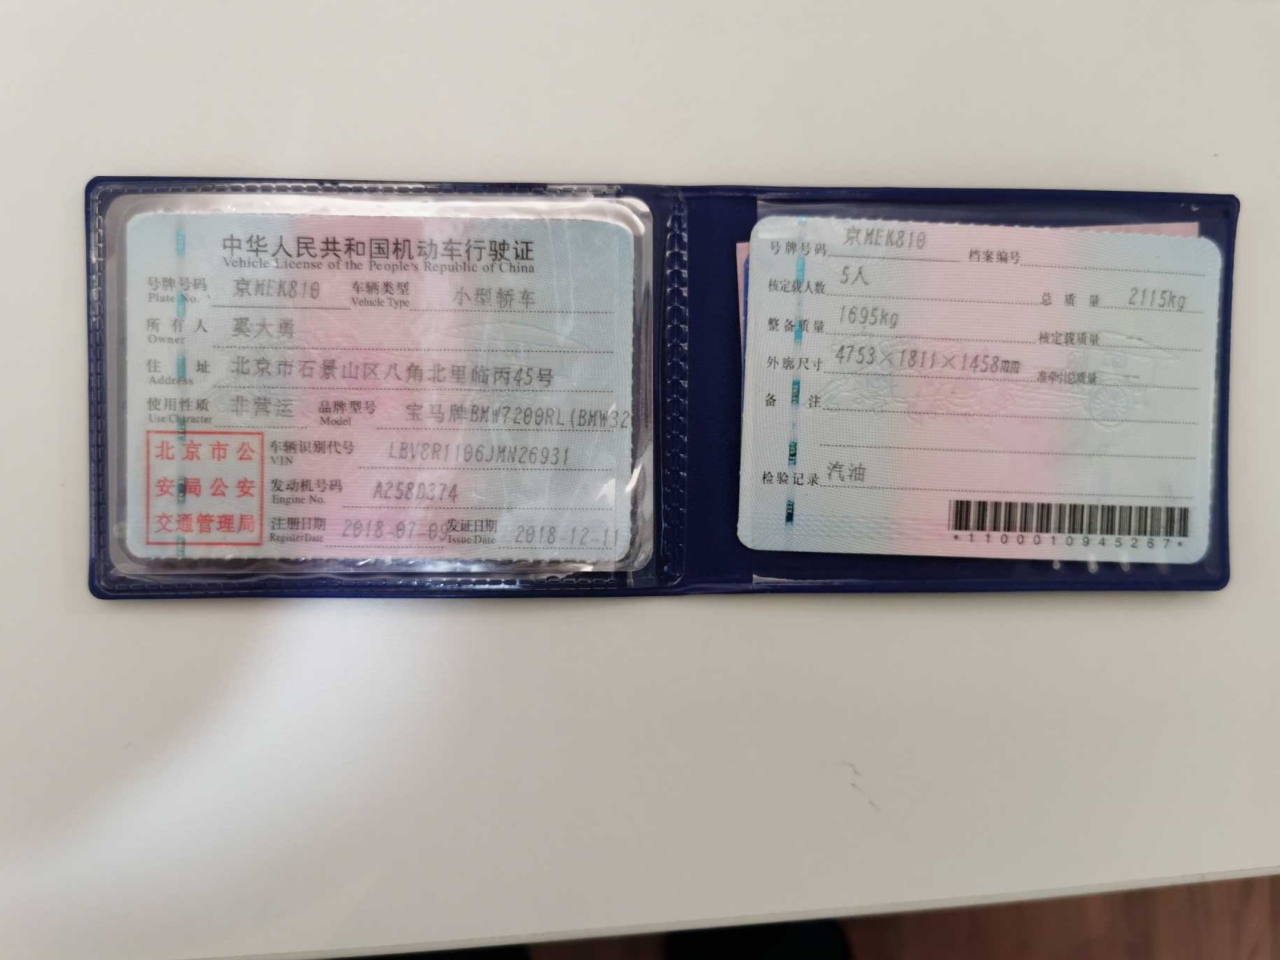 中华人民共和国机动车行驶证
Vehicle License of the People's Republic of China
号牌号码 京MEK810 车辆类型 小型轿车
Plate No. Vehicle Type
所有人 奚大勇
Owner
住址 北京市石景山区八角北里临丙45号
Address
使用性质 非营运 品牌型号 宝马牌BMW7200RL(BMW32
Use Character Model
北京市公
安局公安
交通管理局
车辆识别代号 LBV8R1106JMN26931
VIN
发动机号码 A258D374
Engine No.
注册日期 2018-07-09 发证日期 2018-12-11
Register Date Issue Date
号牌号码 京MEK810 档案编号
核定载人数 5人 总质量 2115kg
整备质量 1695kg 核定载质量
外廓尺寸 4753×1811×1458mm 准牵引总质量
备注
检验记录 汽油
*1100010945267*